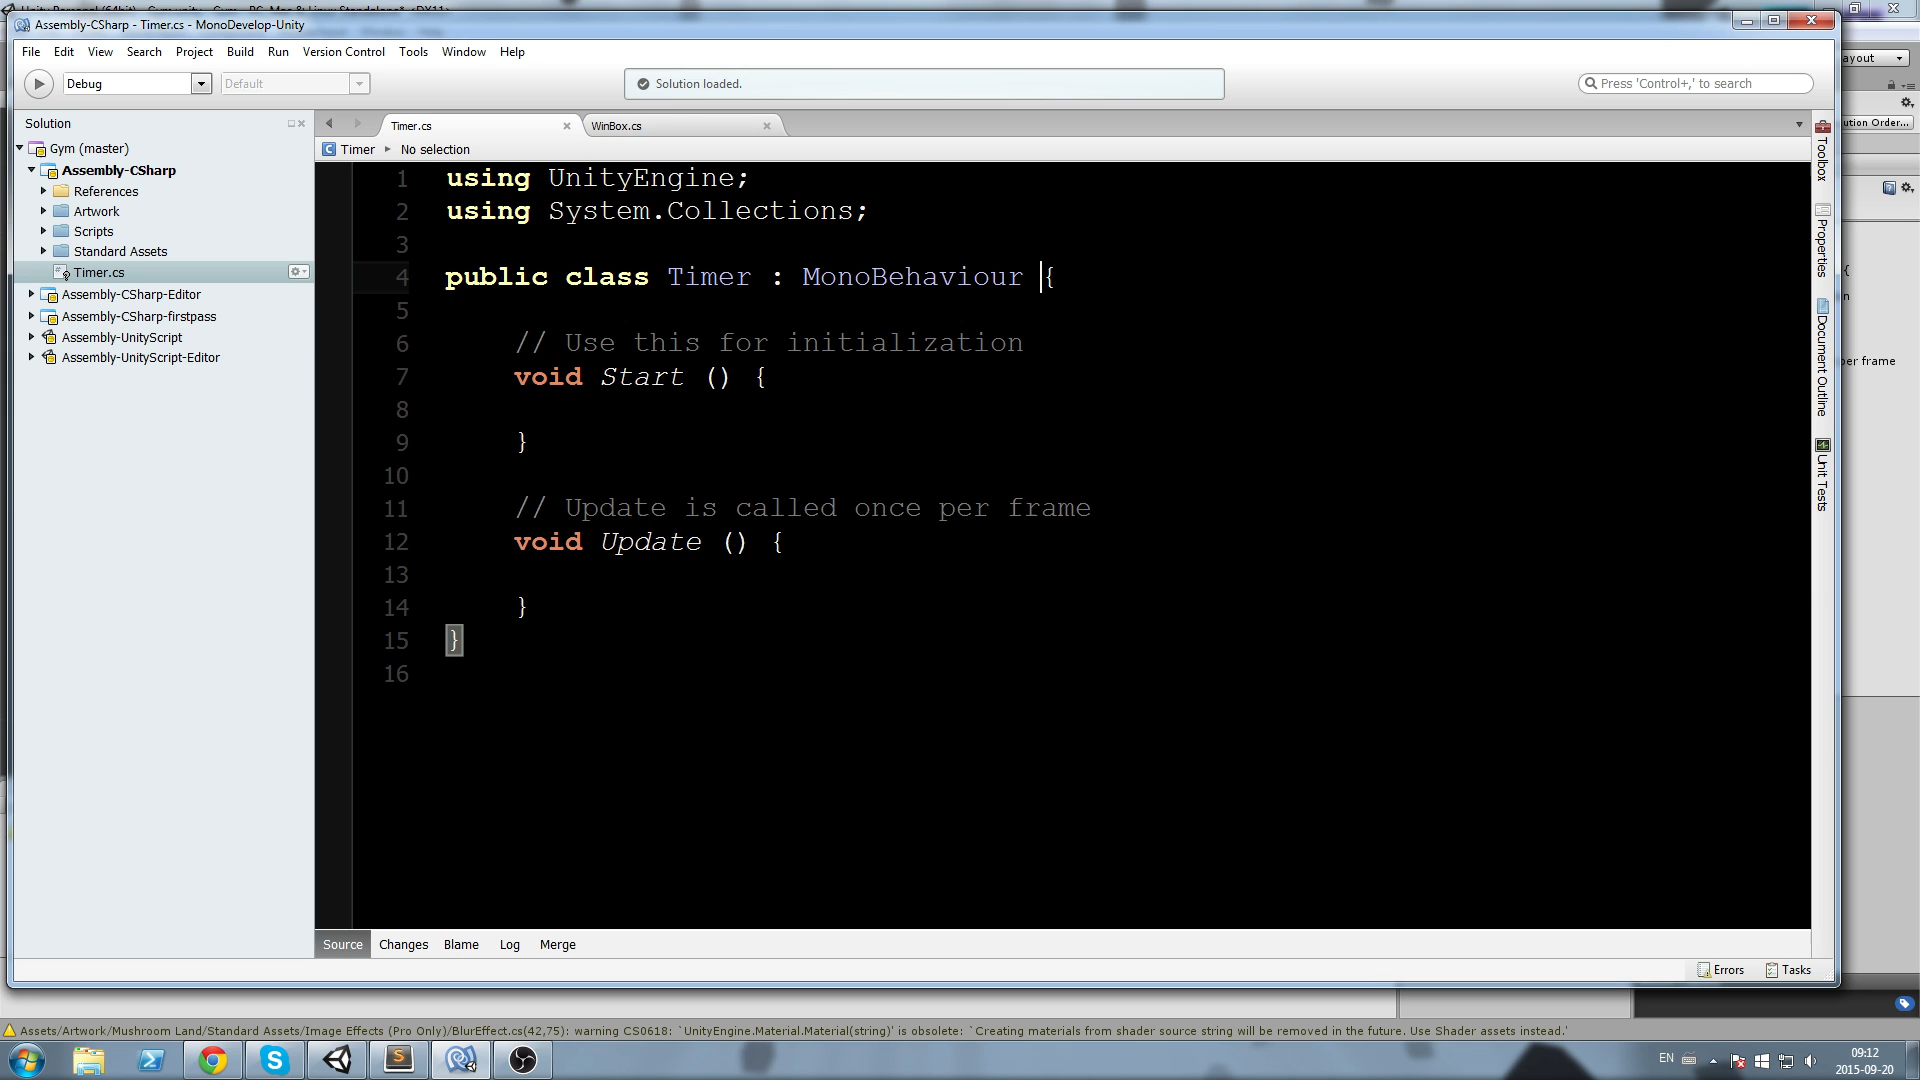 Assembly-CSharp - Timer.cs - MonoDevelop-Unity
File Edit View Search Project Build Run Version Control Tools Window Help
Debug
Default
Solution loaded.
Press 'Control+,' to search
Solution
Gym (master)
Assembly-CSharp
References
Artwork
Scripts
Standard Assets
Timer.cs
Assembly-CSharp-Editor
Assembly-CSharp-firstpass
Assembly-UnityScript
Assembly-UnityScript-Editor
Timer.cs
WinBox.cs
Timer
No selection
1 using UnityEngine;
2 using System.Collections;
3
4 public class Timer : MonoBehaviour {
5
6 // Use this for initialization
7 void Start () {
8
9 }
10
11 // Update is called once per frame
12 void Update () {
13
14 }
15 }
16
Toolbox
Properties
Document Outline
Unit Tests
ayout
ution Order...
{
n
per frame
Source Changes Blame Log Merge
Errors
Tasks
Assets/Artwork/Mushroom Land/Standard Assets/Image Effects (Pro Only)/BlurEffect.cs(42,75): warning CS0618: `UnityEngine.Material.Material(string)' is obsolete: `Creating materials from shader source string will be removed in the future. Use Shader assets instead.'
EN
09:12
2015-09-20